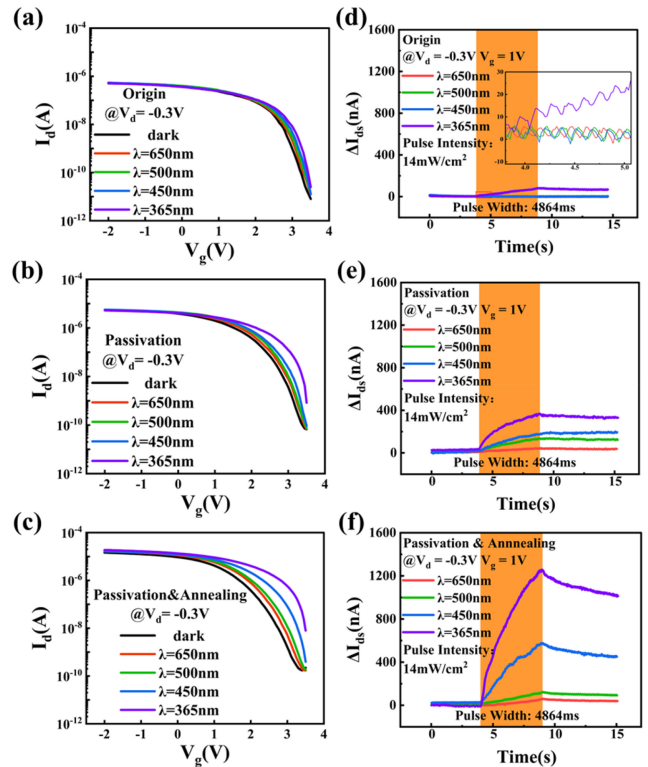 (a)
10⁻⁴
10⁻⁶
10⁻⁸
10⁻¹⁰
10⁻¹²
I_d(A)
Origin
@V_d= -0.3V
dark
λ=650nm
λ=500nm
λ=450nm
λ=365nm
-2 -1 0 1 2 3 4
V_g(V)
(d)
1600
1200
800
400
0
ΔI_ds(nA)
Origin
@V_d = -0.3V V_g = 1V
λ=650nm
λ=500nm
λ=450nm
λ=365nm
Pulse Intensity:
14mW/cm²
30
20
10
0
-10
4.0 4.5 5.0
Pulse Width: 4864ms
0 5 10 15
Time(s)
(b)
10⁻⁴
10⁻⁶
10⁻⁸
10⁻¹⁰
10⁻¹²
I_d(A)
Passivation
@V_d= -0.3V
dark
λ=650nm
λ=500nm
λ=450nm
λ=365nm
-2 -1 0 1 2 3 4
V_g(V)
(e)
1600
1200
800
400
0
ΔI_ds(nA)
Passivation
@V_d = -0.3V V_g = 1V
λ=650nm
λ=500nm
λ=450nm
λ=365nm
Pulse Intensity:
14mW/cm²
Pulse Width: 4864ms
0 5 10 15
Time(s)
(c)
10⁻⁴
10⁻⁶
10⁻⁸
10⁻¹⁰
10⁻¹²
I_d(A)
Passivation&Annealing
@V_d= -0.3V
dark
λ=650nm
λ=500nm
λ=450nm
λ=365nm
-2 -1 0 1 2 3 4
V_g(V)
(f)
1600
1200
800
400
0
ΔI_ds(nA)
Passivation & Annnealing
@V_d = -0.3V V_g = 1V
λ=650nm
λ=500nm
λ=450nm
λ=365nm
Pulse Intensity:
14mW/cm²
Pulse Width: 4864ms
0 5 10 15
Time(s)